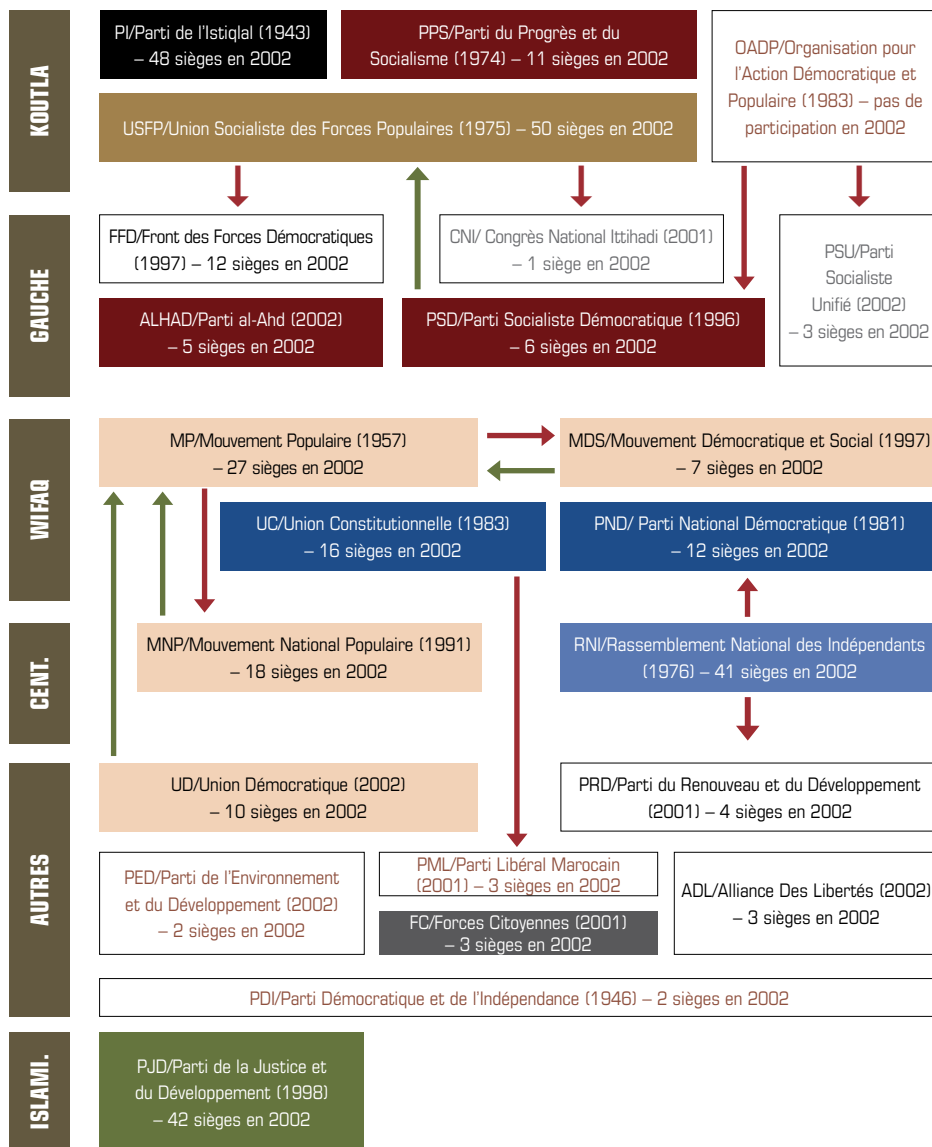 KOUTLA
PI/Parti de l'Istiqlal (1943)
– 48 sièges en 2002
PPS/Parti du Progrès et du
Socialisme (1974) – 11 sièges en 2002
OADP/Organisation pour
l'Action Démocratique et
Populaire (1983) – pas de
participation en 2002
USFP/Union Socialiste des Forces Populaires (1975) – 50 sièges en 2002
GAUCHE
FFD/Front des Forces Démocratiques
(1997) – 12 sièges en 2002
CNI/ Congrès National Ittihadi (2001)
– 1 siège en 2002
PSU/Parti
Socialiste
Unifié (2002)
– 3 sièges en 2002
ALHAD/Parti al-Ahd (2002)
– 5 sièges en 2002
PSD/Parti Socialiste Démocratique (1996)
– 6 sièges en 2002
WIFAQ
MP/Mouvement Populaire (1957)
– 27 sièges en 2002
MDS/Mouvement Démocratique et Social (1997)
– 7 sièges en 2002
UC/Union Constitutionnelle (1983)
– 16 sièges en 2002
PND/ Parti National Démocratique (1981)
– 12 sièges en 2002
CENT.
MNP/Mouvement National Populaire (1991)
– 18 sièges en 2002
RNI/Rassemblement National des Indépendants
(1976) – 41 sièges en 2002
AUTRES
UD/Union Démocratique (2002)
– 10 sièges en 2002
PRD/Parti du Renouveau et du Développement
(2001) – 4 sièges en 2002
PED/Parti de l'Environnement
et du Développement (2002)
– 2 sièges en 2002
PML/Parti Libéral Marocain
(2001) – 3 sièges en 2002
FC/Forces Citoyennes (2001)
– 3 sièges en 2002
ADL/Alliance Des Libertés (2002)
– 3 sièges en 2002
PDI/Parti Démocratique et de l'Indépendance (1946) – 2 sièges en 2002
ISLAMI.
PJD/Parti de la Justice et
du Développement (1998)
– 42 sièges en 2002